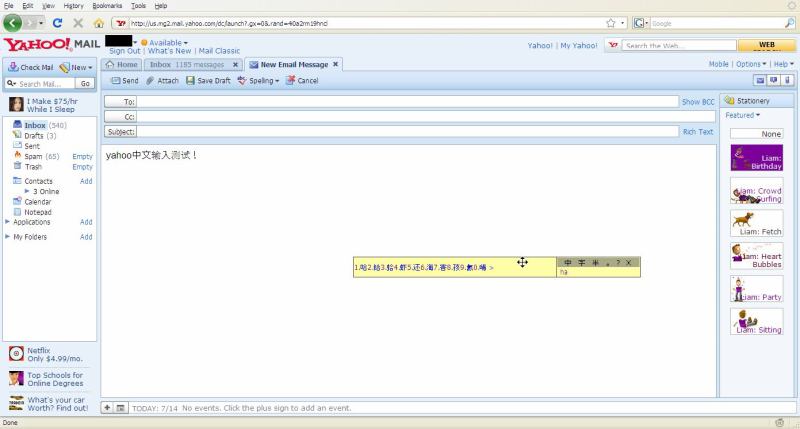 File Edit View History Bookmarks Tools Help
http://us.mg2.mail.yahoo.com/dc/launch?.gx=0&.rand=40a2rm19hncl
Google
YAHOO! MAIL
Available
Sign Out | What's New | Mail Classic
Yahoo! | My Yahoo!
Search the Web...
WEB
Check Mail New
Search Mail... Go
Home
Inbox 1185 messages
New Email Message
Mobile | Options | Help
Send Attach Save Draft Spelling Cancel
I Make $75/hr
While I Sleep
Inbox (540)
Drafts (3)
Sent
Spam (65) Empty
Trash Empty
Contacts Add
3 Online
Calendar
Notepad
Applications Add
My Folders Add
Netflix
Only $4.99/mo.
Top Schools for
Online Degrees
What's your car
Worth? Find out!
To:
Show BCC
Cc:
Subject:
Rich Text
yahoo中文输入测试！
1.哈2.蛤3.铪4.虾5.还6.海7.害8.孩9.氦0.嗨 >
中 字 半 。 ? X
ha
Stationery
Featured
None
Liam:
Birthday
Liam: Crowd
Surfing
Liam: Fetch
Liam: Heart
Bubbles
Liam: Party
Liam: Sitting
TODAY: 7/14 No events. Click the plus sign to add an event.
Done